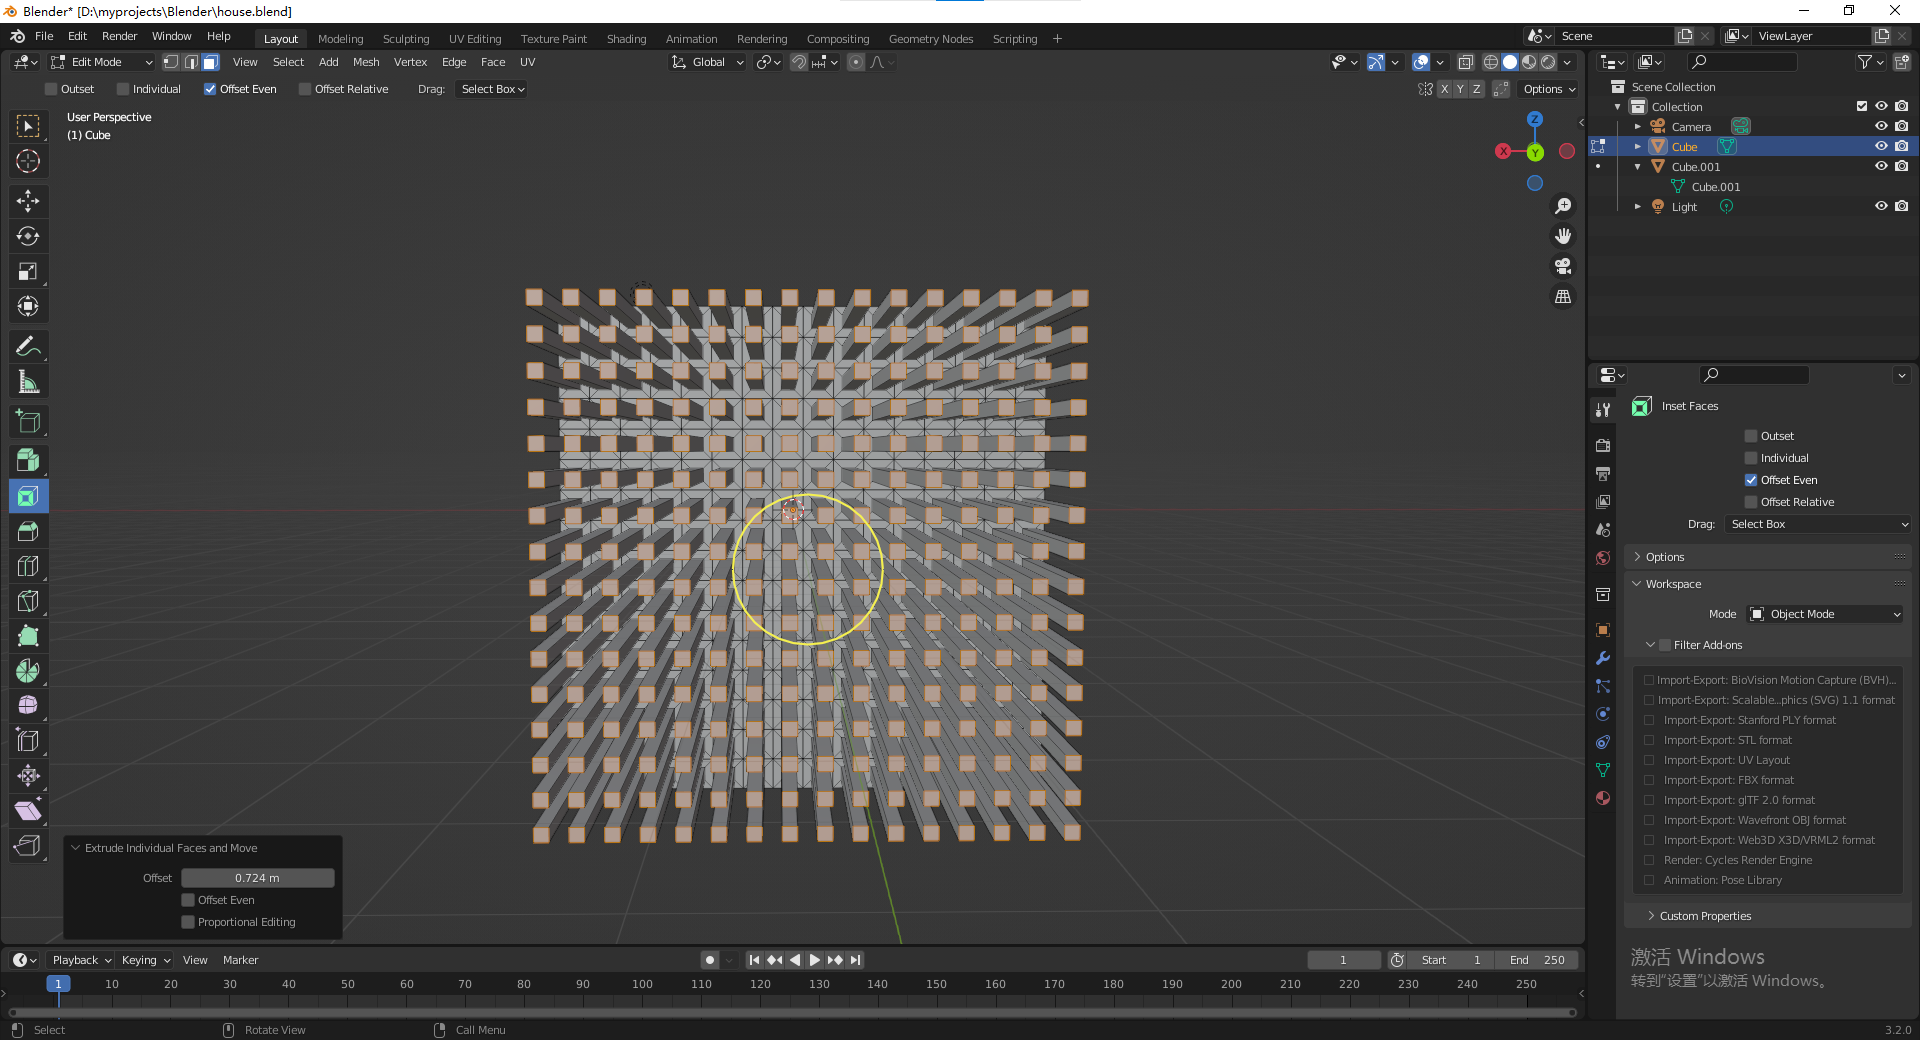 Blender* [D:\myprojects\Blender\house.blend]
File Edit Render Window Help Layout Modeling Sculpting UV Editing Texture Paint Shading Animation Rendering Compositing Geometry Nodes Scripting + Scene ViewLayer
Edit Mode View Select Add Mesh Vertex Edge Face UV Global
Outset Individual Offset Even Offset Relative Drag: Select Box X Y Z Options
User Perspective
(1) Cube
Z
X
Y
Scene Collection
Collection
Camera
Cube
Cube.001
Cube.001
Light
Inset Faces
Outset
Individual
Offset Even
Offset Relative
Drag: Select Box
Options
Workspace
Mode Object Mode
Filter Add-ons
Import-Export: BioVision Motion Capture (BVH)...
Import-Export: Scalable...phics (SVG) 1.1 format
Import-Export: Stanford PLY format
Import-Export: STL format
Import-Export: UV Layout
Import-Export: FBX format
Import-Export: glTF 2.0 format
Import-Export: Wavefront OBJ format
Import-Export: Web3D X3D/VRML2 format
Render: Cycles Render Engine
Animation: Pose Library
Custom Properties
激活 Windows
转到“设置”以激活 Windows。
Extrude Individual Faces and Move
Offset 0.724 m
Offset Even
Proportional Editing
Playback Keying View Marker 1 Start 1 End 250
1 10 20 30 40 50 60 70 80 90 100 110 120 130 140 150 160 170 180 190 200 210 220 230 240 250
Select Rotate View Call Menu 3.2.0